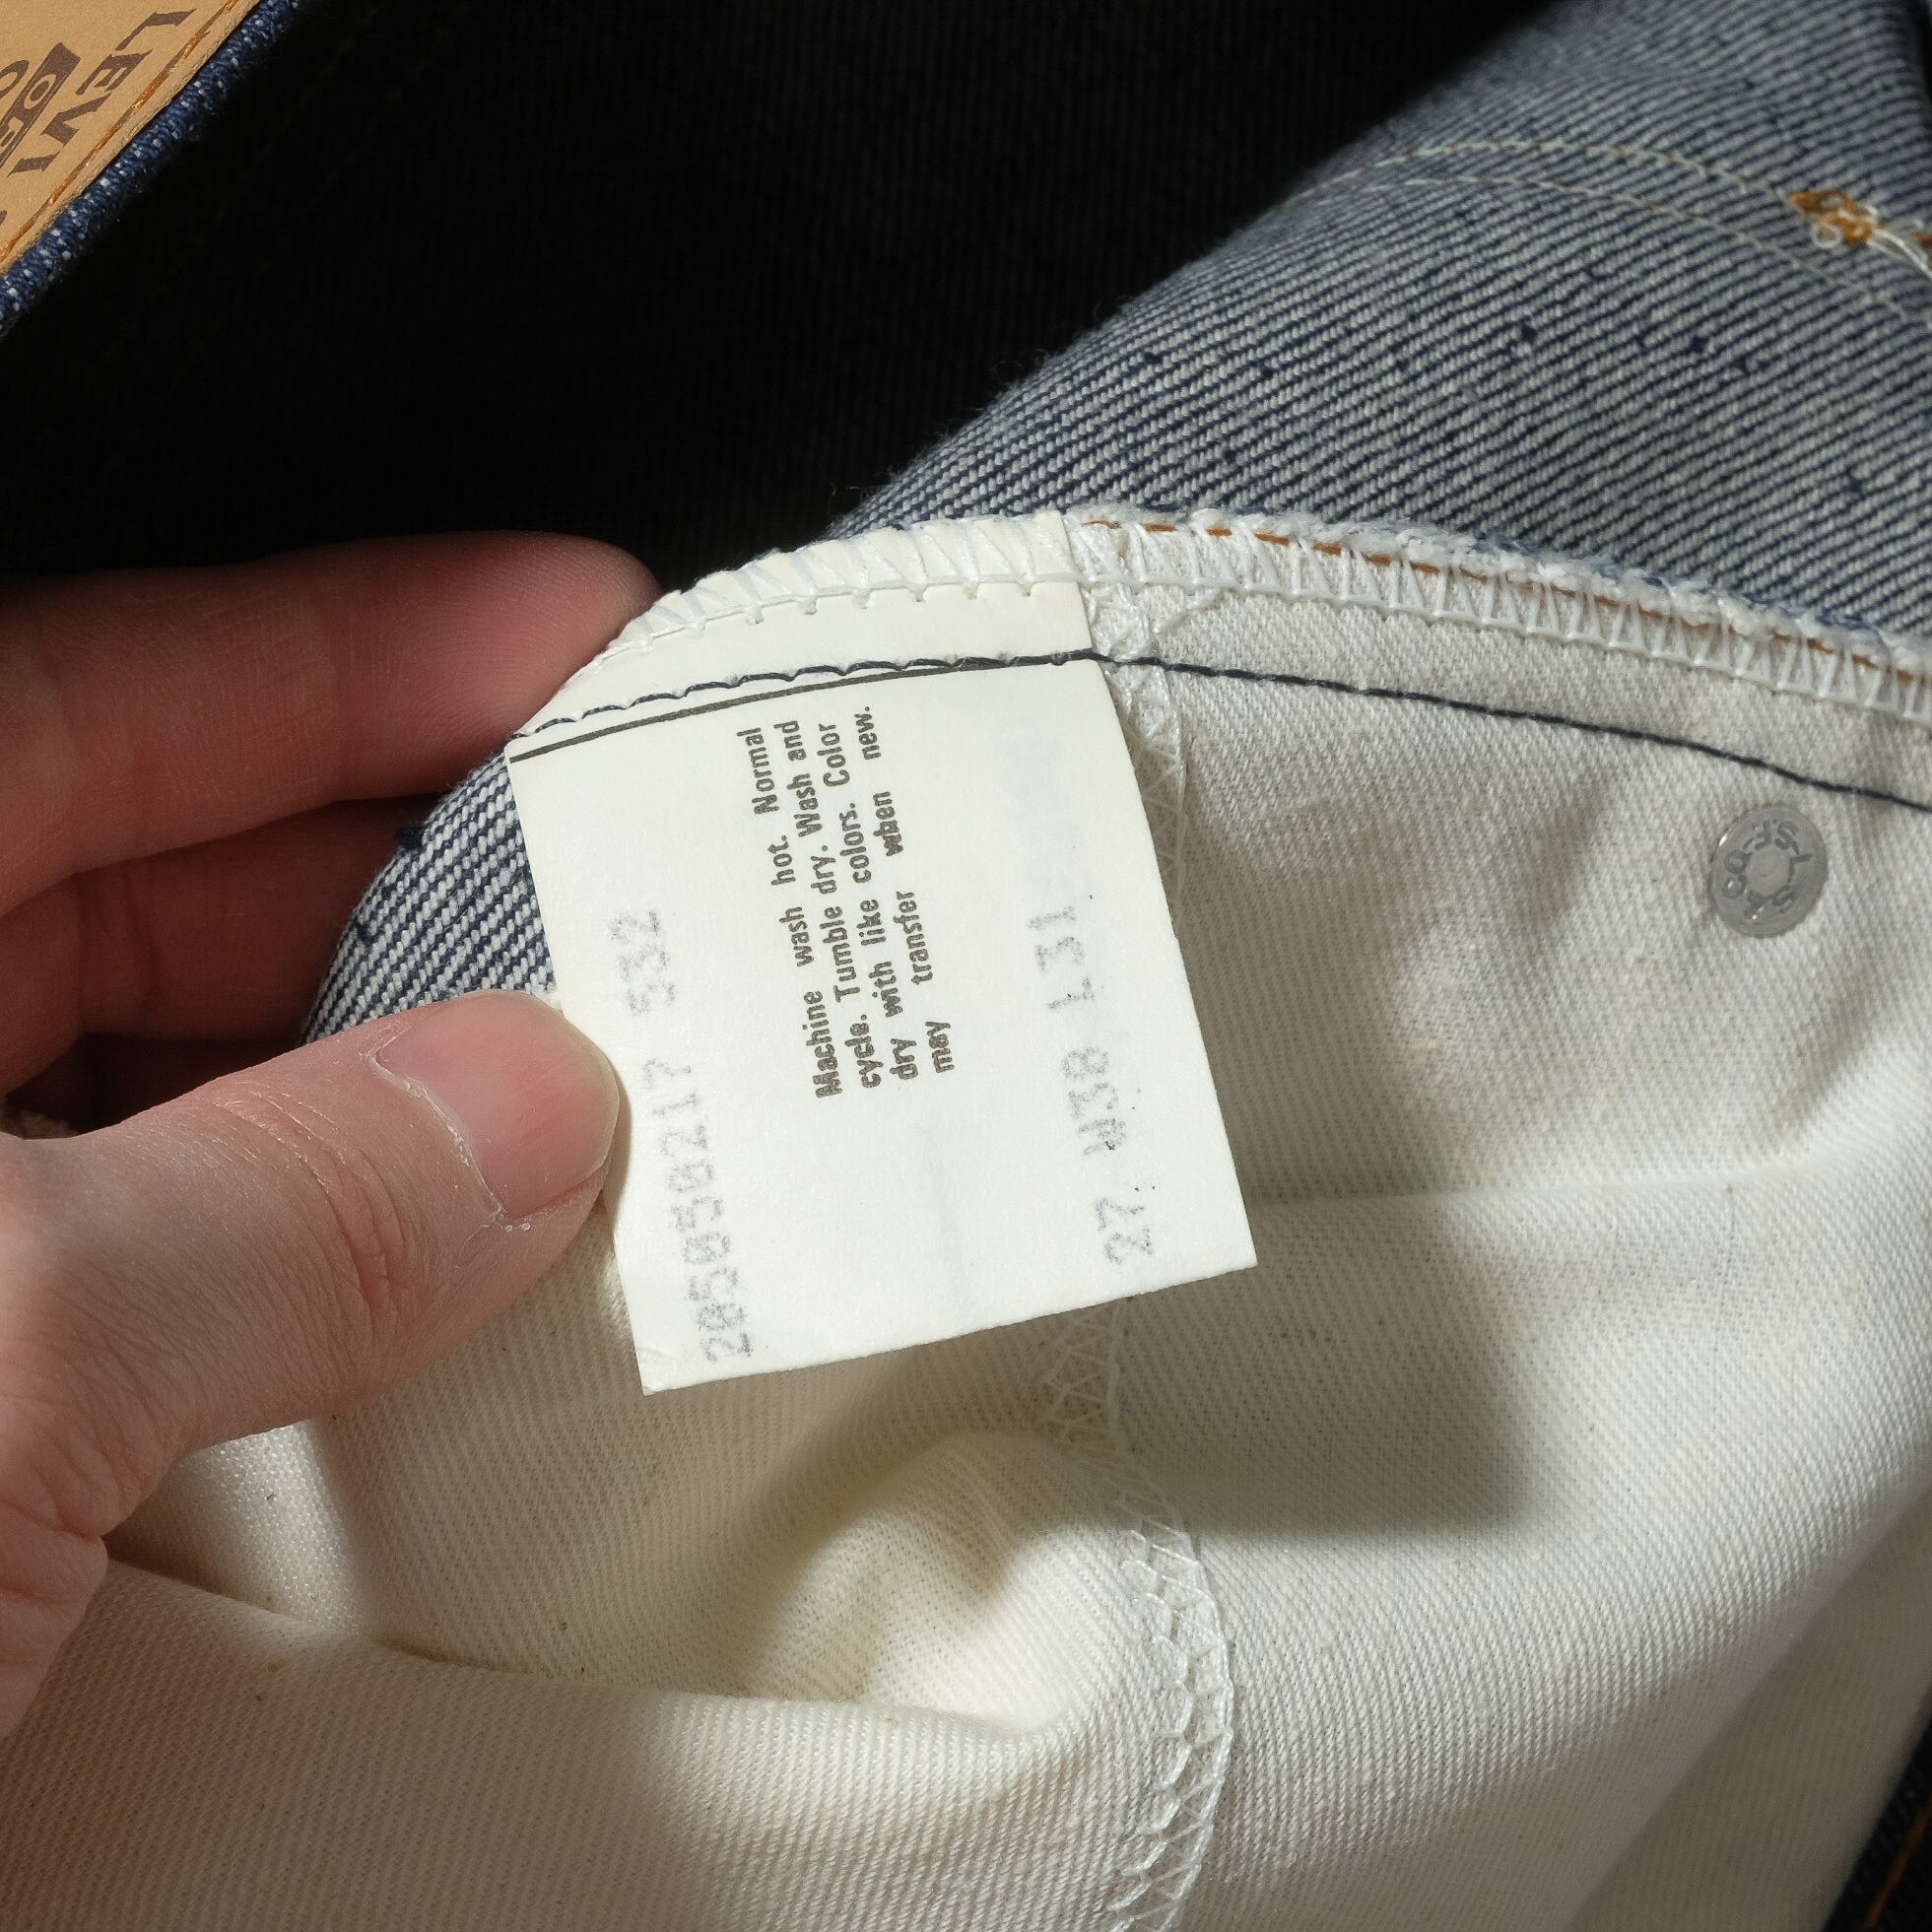 LEVI
205050217 532
Machine wash hot. Normal
cycle. Tumble dry. Wash and
dry with like colors. Color
may transfer when new.
27 W38 L31